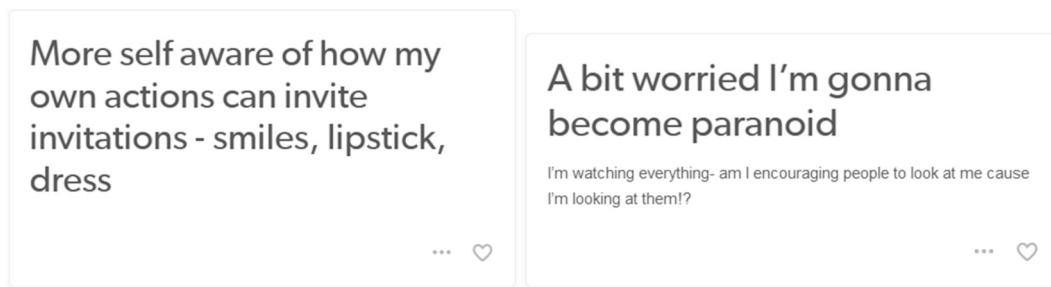 More self aware of how my
own actions can invite
invitations - smiles, lipstick,
dress
A bit worried I'm gonna
become paranoid
I'm watching everything- am I encouraging people to look at me cause
I'm looking at them!?